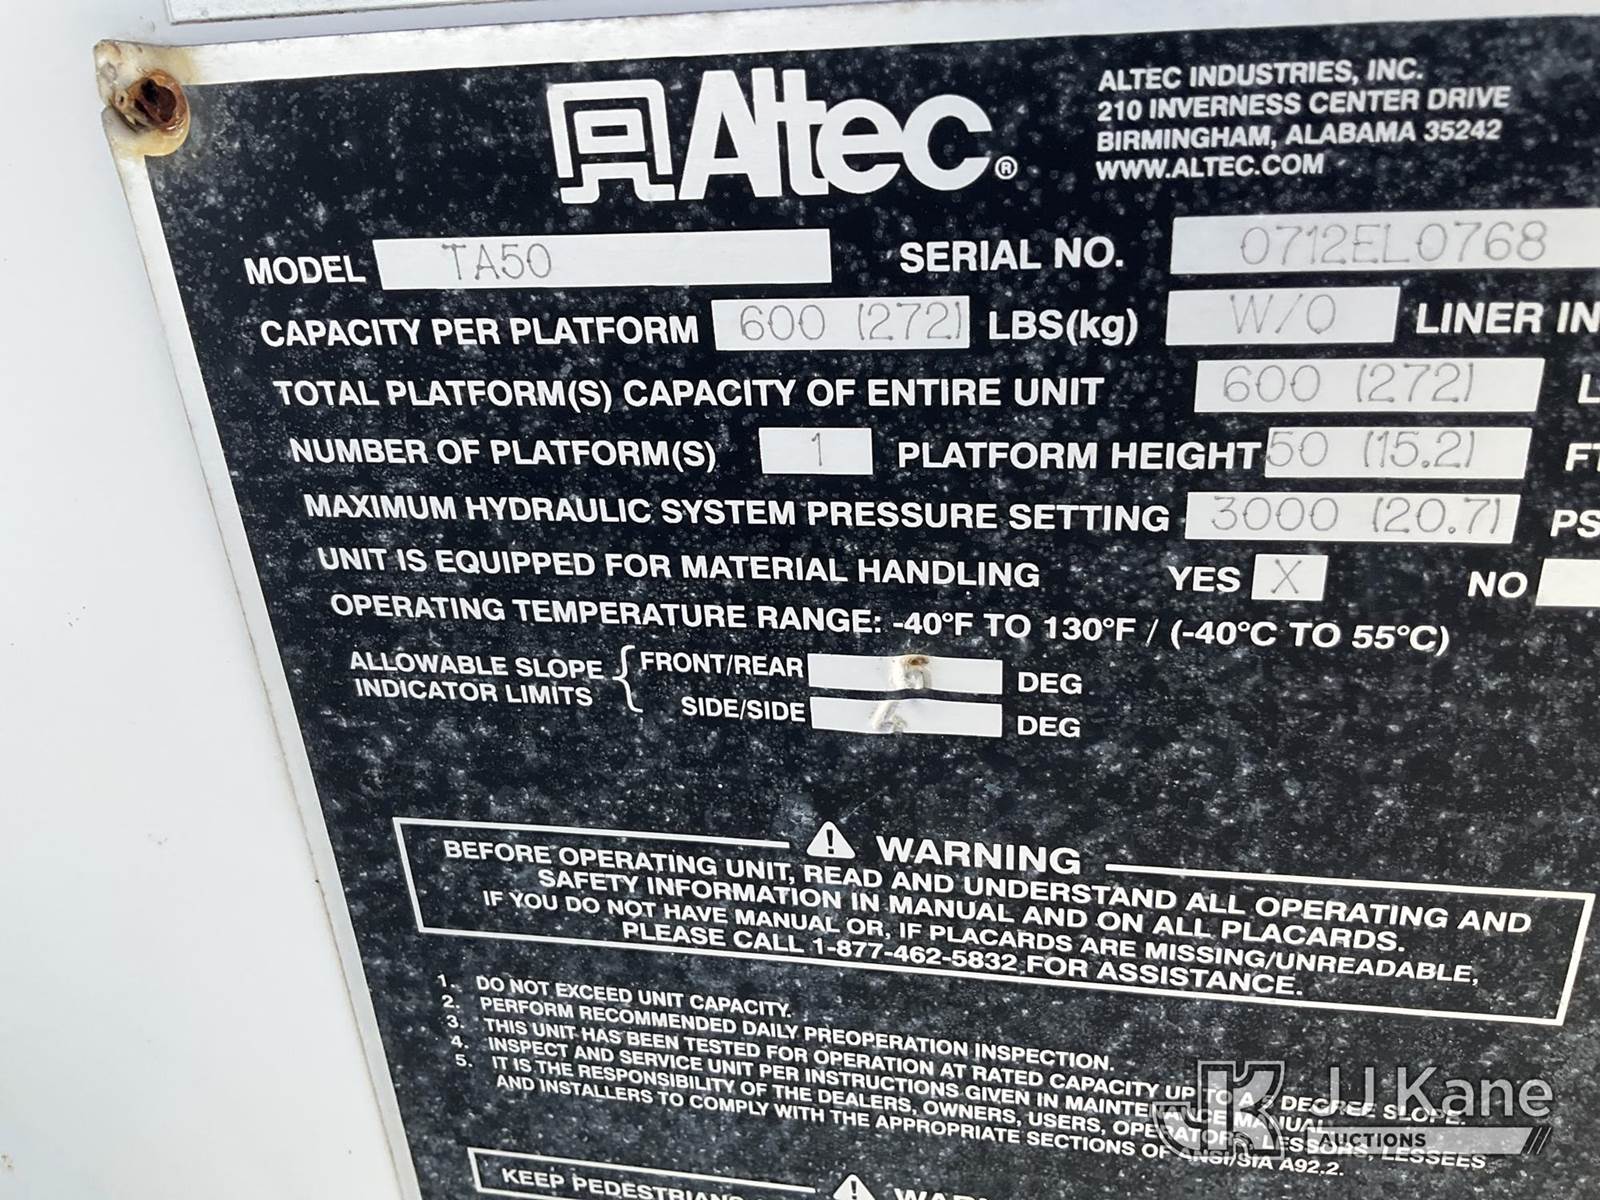 Altec®
ALTEC INDUSTRIES, INC.
210 INVERNESS CENTER DRIVE
BIRMINGHAM, ALABAMA 35242
WWW.ALTEC.COM
MODEL TA50 SERIAL NO. 0712EL0768
CAPACITY PER PLATFORM 600 (272) LBS(kg) W/O LINER IN
TOTAL PLATFORM(S) CAPACITY OF ENTIRE UNIT 600 (272) L
NUMBER OF PLATFORM(S) 1 PLATFORM HEIGHT 50 (15.2) FT
MAXIMUM HYDRAULIC SYSTEM PRESSURE SETTING 3000 (20.7) PS
UNIT IS EQUIPPED FOR MATERIAL HANDLING YES X NO
OPERATING TEMPERATURE RANGE: -40°F TO 130°F / (-40°C TO 55°C)
ALLOWABLE SLOPE INDICATOR LIMITS { FRONT/REAR DEG
SIDE/SIDE DEG
WARNING
BEFORE OPERATING UNIT, READ AND UNDERSTAND ALL OPERATING AND
SAFETY INFORMATION IN MANUAL AND ON ALL PLACARDS.
IF YOU DO NOT HAVE MANUAL OR, IF PLACARDS ARE MISSING/UNREADABLE,
PLEASE CALL 1-877-462-5832 FOR ASSISTANCE.
1. DO NOT EXCEED UNIT CAPACITY.
2. PERFORM RECOMMENDED DAILY PREOPERATION INSPECTION.
3. THIS UNIT HAS BEEN TESTED FOR OPERATION AT RATED CAPACITY UP TO A 5 DEGREE SLOPE.
4. INSPECT AND SERVICE UNIT PER INSTRUCTIONS GIVEN IN MAINTENANCE MANUAL.
5. IT IS THE RESPONSIBILITY OF THE DEALERS, OWNERS, USERS, OPERATORS, LESSORS, LESSEES
AND INSTALLERS TO COMPLY WITH THE APPROPRIATE SECTIONS OF ANSI/SIA A92.2.
WARNING
KEEP PEDESTRIANS
JJ Kane
AUCTIONS